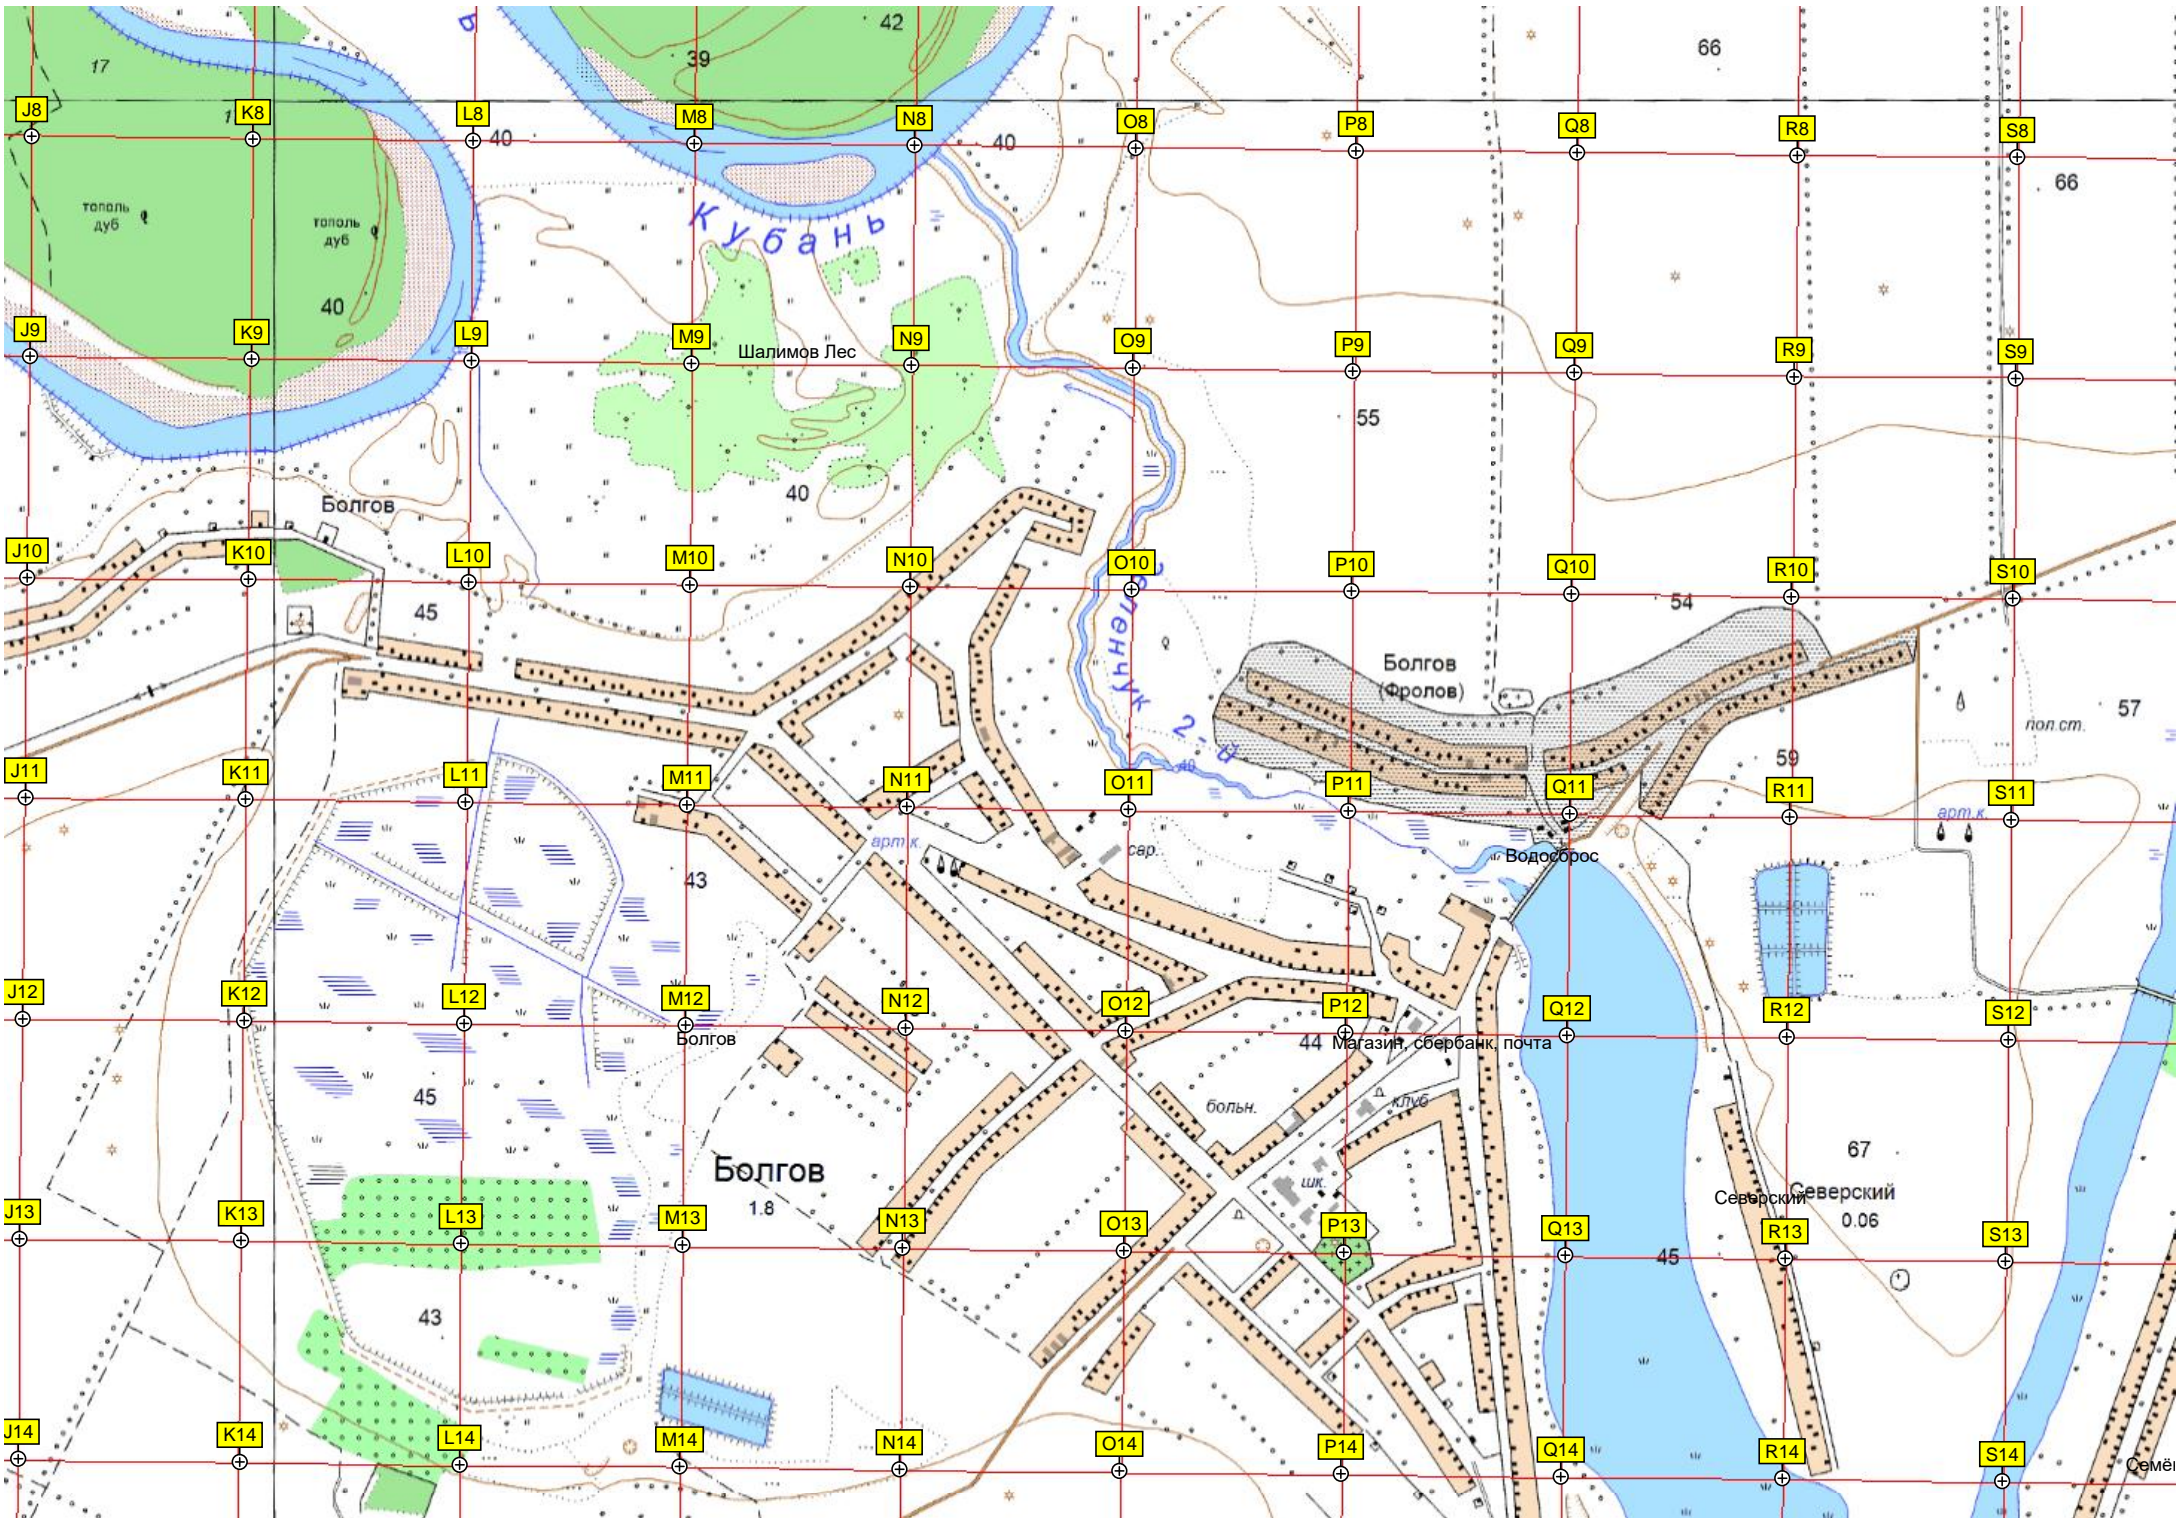 ь
42
66
17
39
J8
K8
L8
M8
N8
O8
P8
Q8
R8
S8
40
40
66
тополь
дуб
тополь
дуб
Кубань
40
J9
K9
L9
M9
Шалимов Лес
N9
O9
P9
Q9
R9
S9
55
40
Болгов
J10
K10
L10
M10
N10
O10
P10
Q10
R10
S10
45
54
Зеленчук 2-й
Болгов
(Фролов)
57
пол.ст.
59
40
J11
K11
L11
M11
N11
O11
P11
Q11
R11
S11
арт.к.
арт.к.
сар.
Водосброс
43
J12
K12
L12
M12
N12
O12
P12
Q12
R12
S12
Болгов
44
Магазин, сбербанк, почта
45
больн.
клуб
67
Болгов
1.8
шк.
Северский
Северский
0.06
J13
K13
L13
M13
N13
O13
P13
Q13
R13
S13
45
43
J14
K14
L14
M14
N14
O14
P14
Q14
R14
S14
Семё